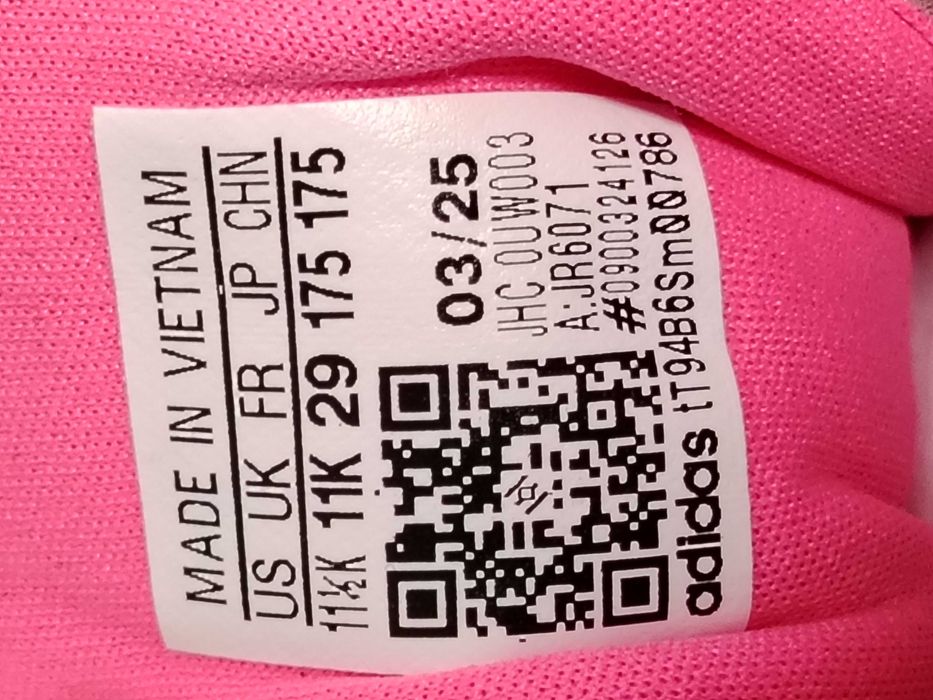 MADE IN VIETNAM
US UK FR JP CHN
11½K 11K 29 175 175
03/25
JHC 0UW003
A:JR6071
#0900324126
adidas tT94B6SmQQ786